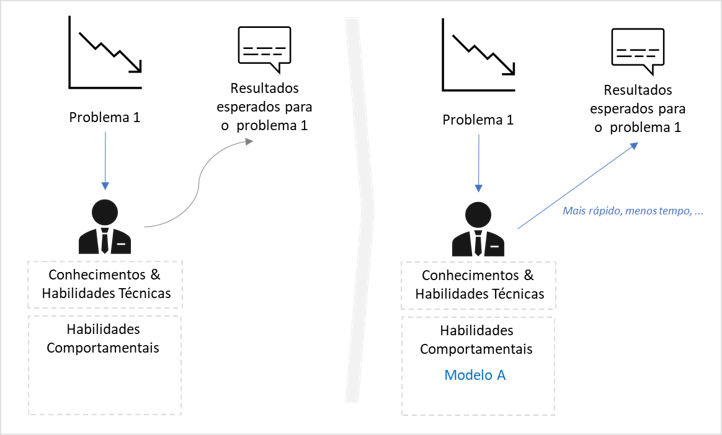 Problema 1
Resultados
esperados para
o problema 1
Conhecimentos &
Habilidades Técnicas
Habilidades
Comportamentais
Problema 1
Resultados
esperados para
o problema 1
Mais rápido, menos tempo, ...
Conhecimentos &
Habilidades Técnicas
Habilidades
Comportamentais
Modelo A